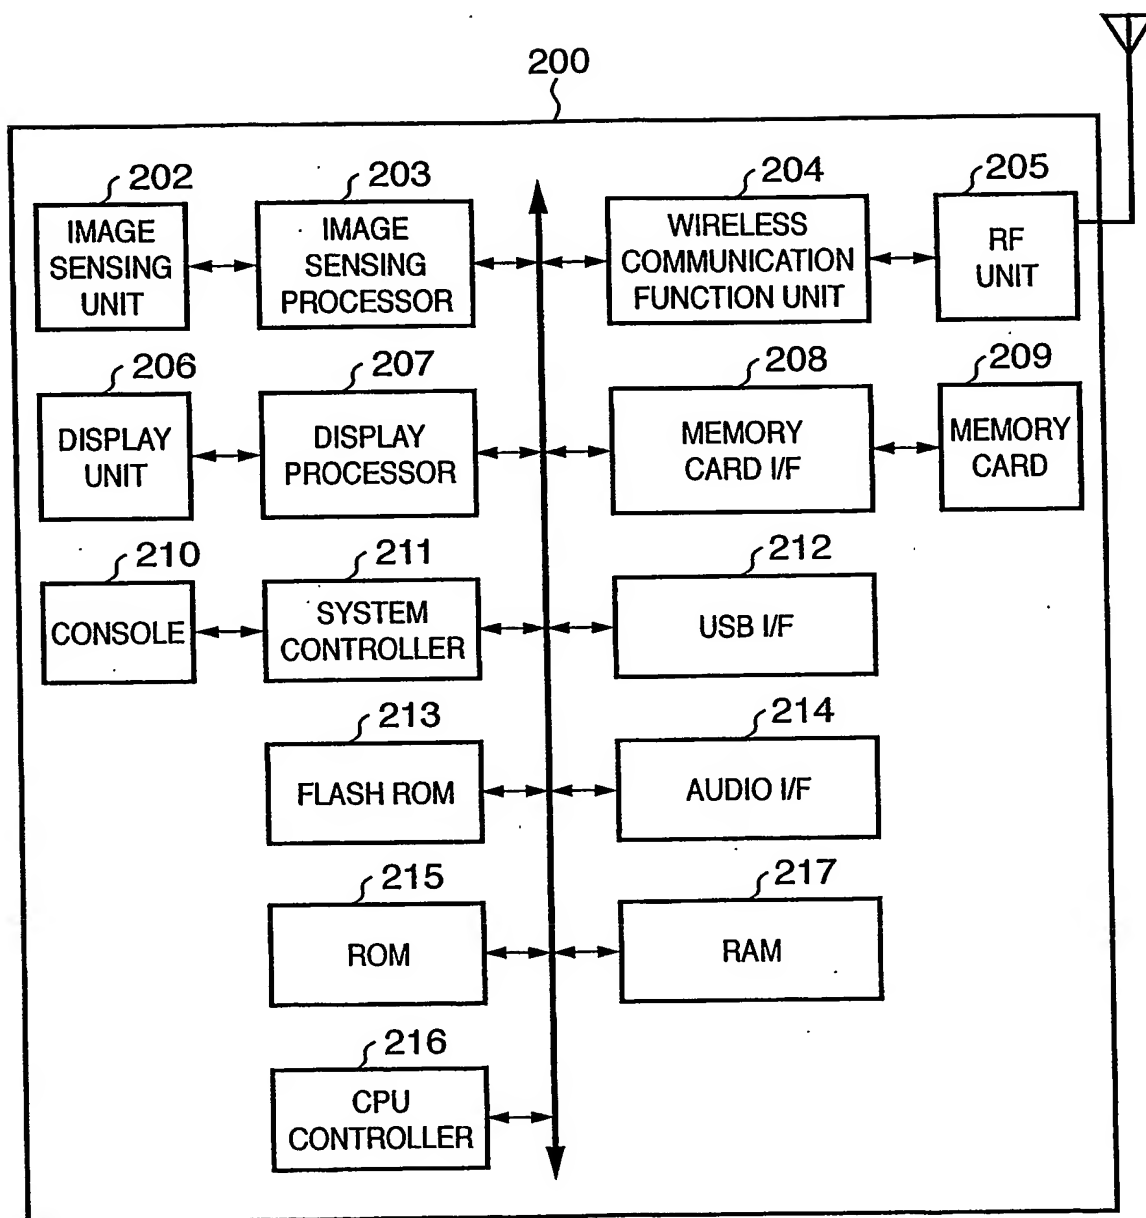 200
202
IMAGE
SENSING
UNIT
203
IMAGE
SENSING
PROCESSOR
204
WIRELESS
COMMUNICATION
FUNCTION UNIT
205
RF
UNIT
206
DISPLAY
UNIT
207
DISPLAY
PROCESSOR
208
MEMORY
CARD I/F
209
MEMORY
CARD
210
CONSOLE
211
SYSTEM
CONTROLLER
212
USB I/F
213
FLASH ROM
214
AUDIO I/F
215
ROM
217
RAM
216
CPU
CONTROLLER